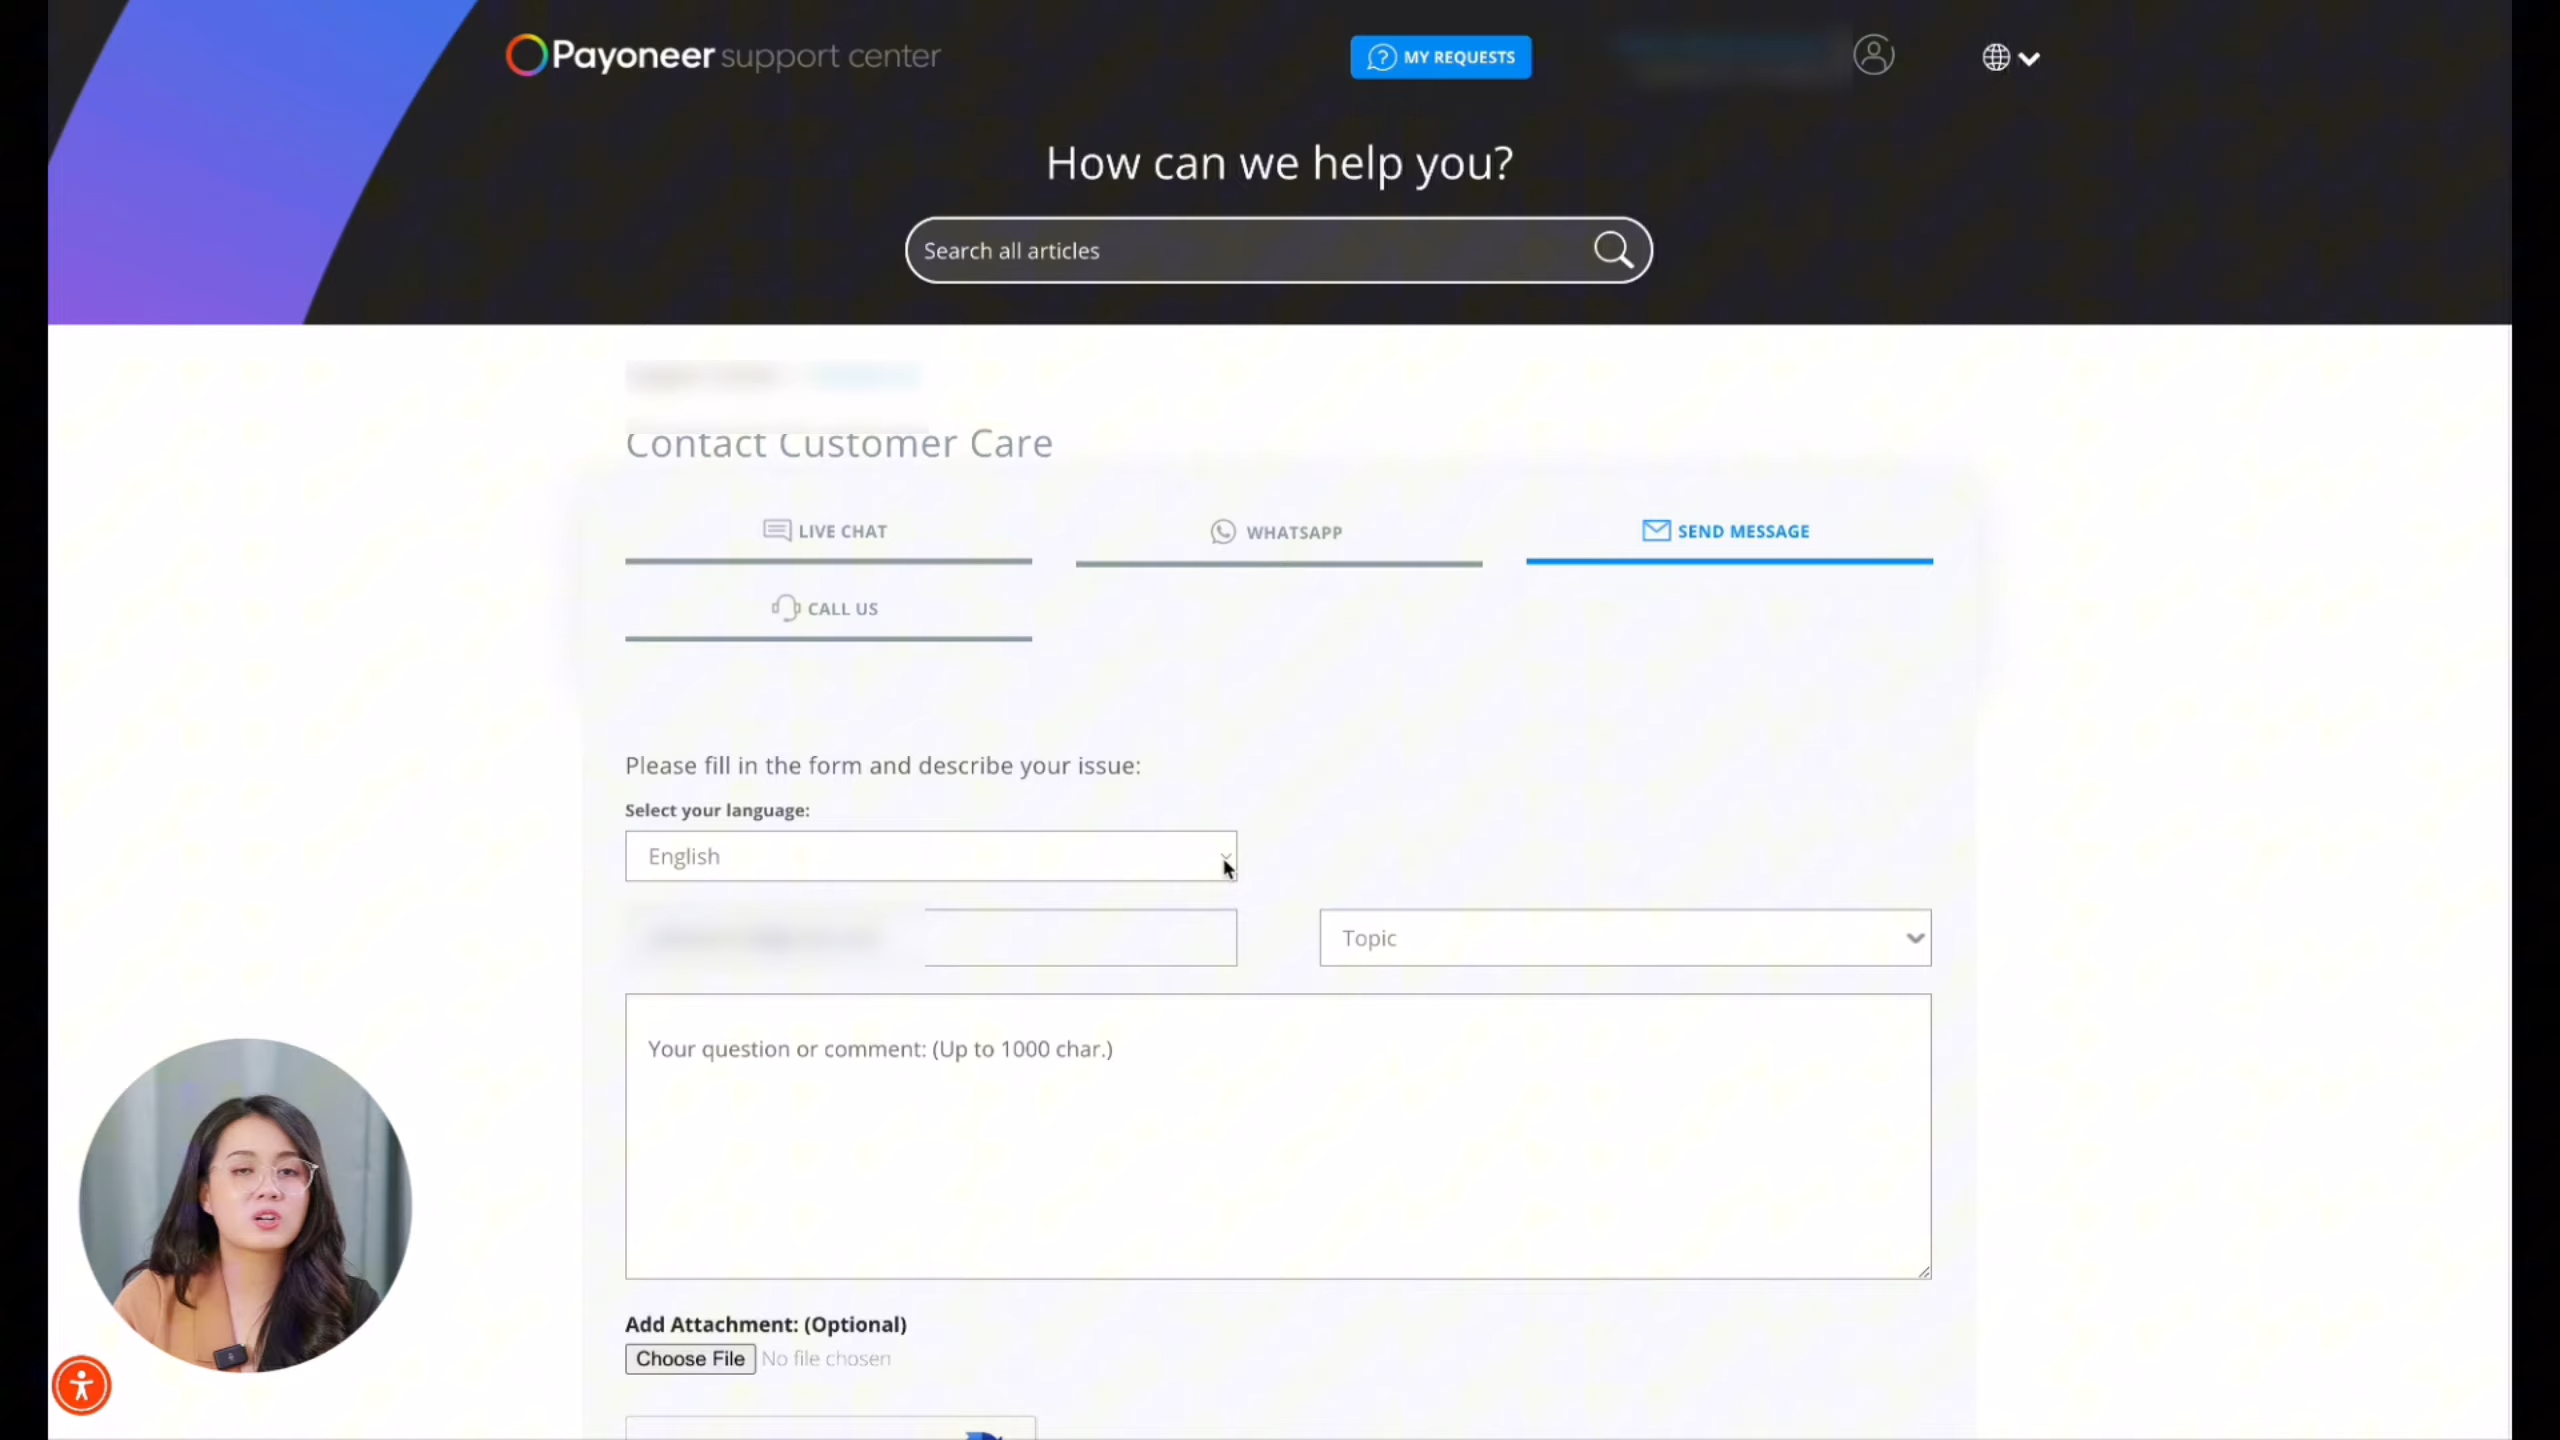 Payoneer support center
MY REQUESTS
How can we help you?
Search all articles
Contact Customer Care
LIVE CHAT
WHATSAPP
SEND MESSAGE
CALL US
Please fill in the form and describe your issue:
Select your language:
English
Topic
Your question or comment: (Up to 1000 char.)
Add Attachment: (Optional)
Choose File No file chosen